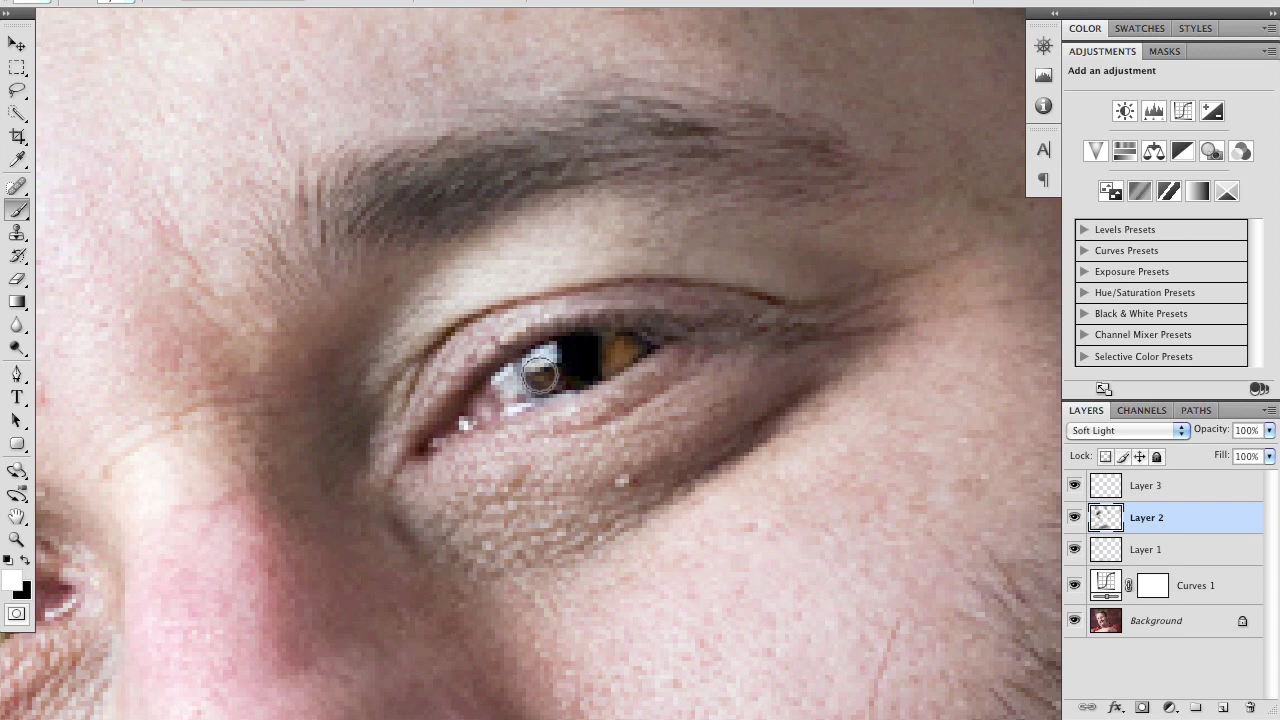 COLOR SWATCHES STYLES
ADJUSTMENTS MASKS
Add an adjustment
Levels Presets
Curves Presets
Exposure Presets
Hue/Saturation Presets
Black & White Presets
Channel Mixer Presets
Selective Color Presets
LAYERS CHANNELS PATHS
Soft Light Opacity: 100%
Lock: Fill: 100%
Layer 3
Layer 2
Layer 1
Curves 1
Background